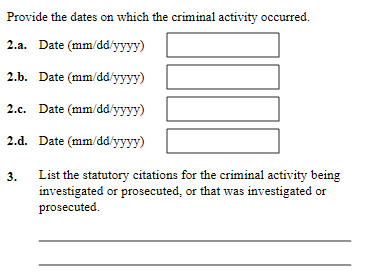 Provide the dates on which the criminal activity occurred.
2.a. Date (mm/dd/yyyy)
2.b. Date (mm/dd/yyyy)
2.c. Date (mm/dd/yyyy)
2.d. Date (mm/dd/yyyy)
3. List the statutory citations for the criminal activity being
investigated or prosecuted, or that was investigated or
prosecuted.